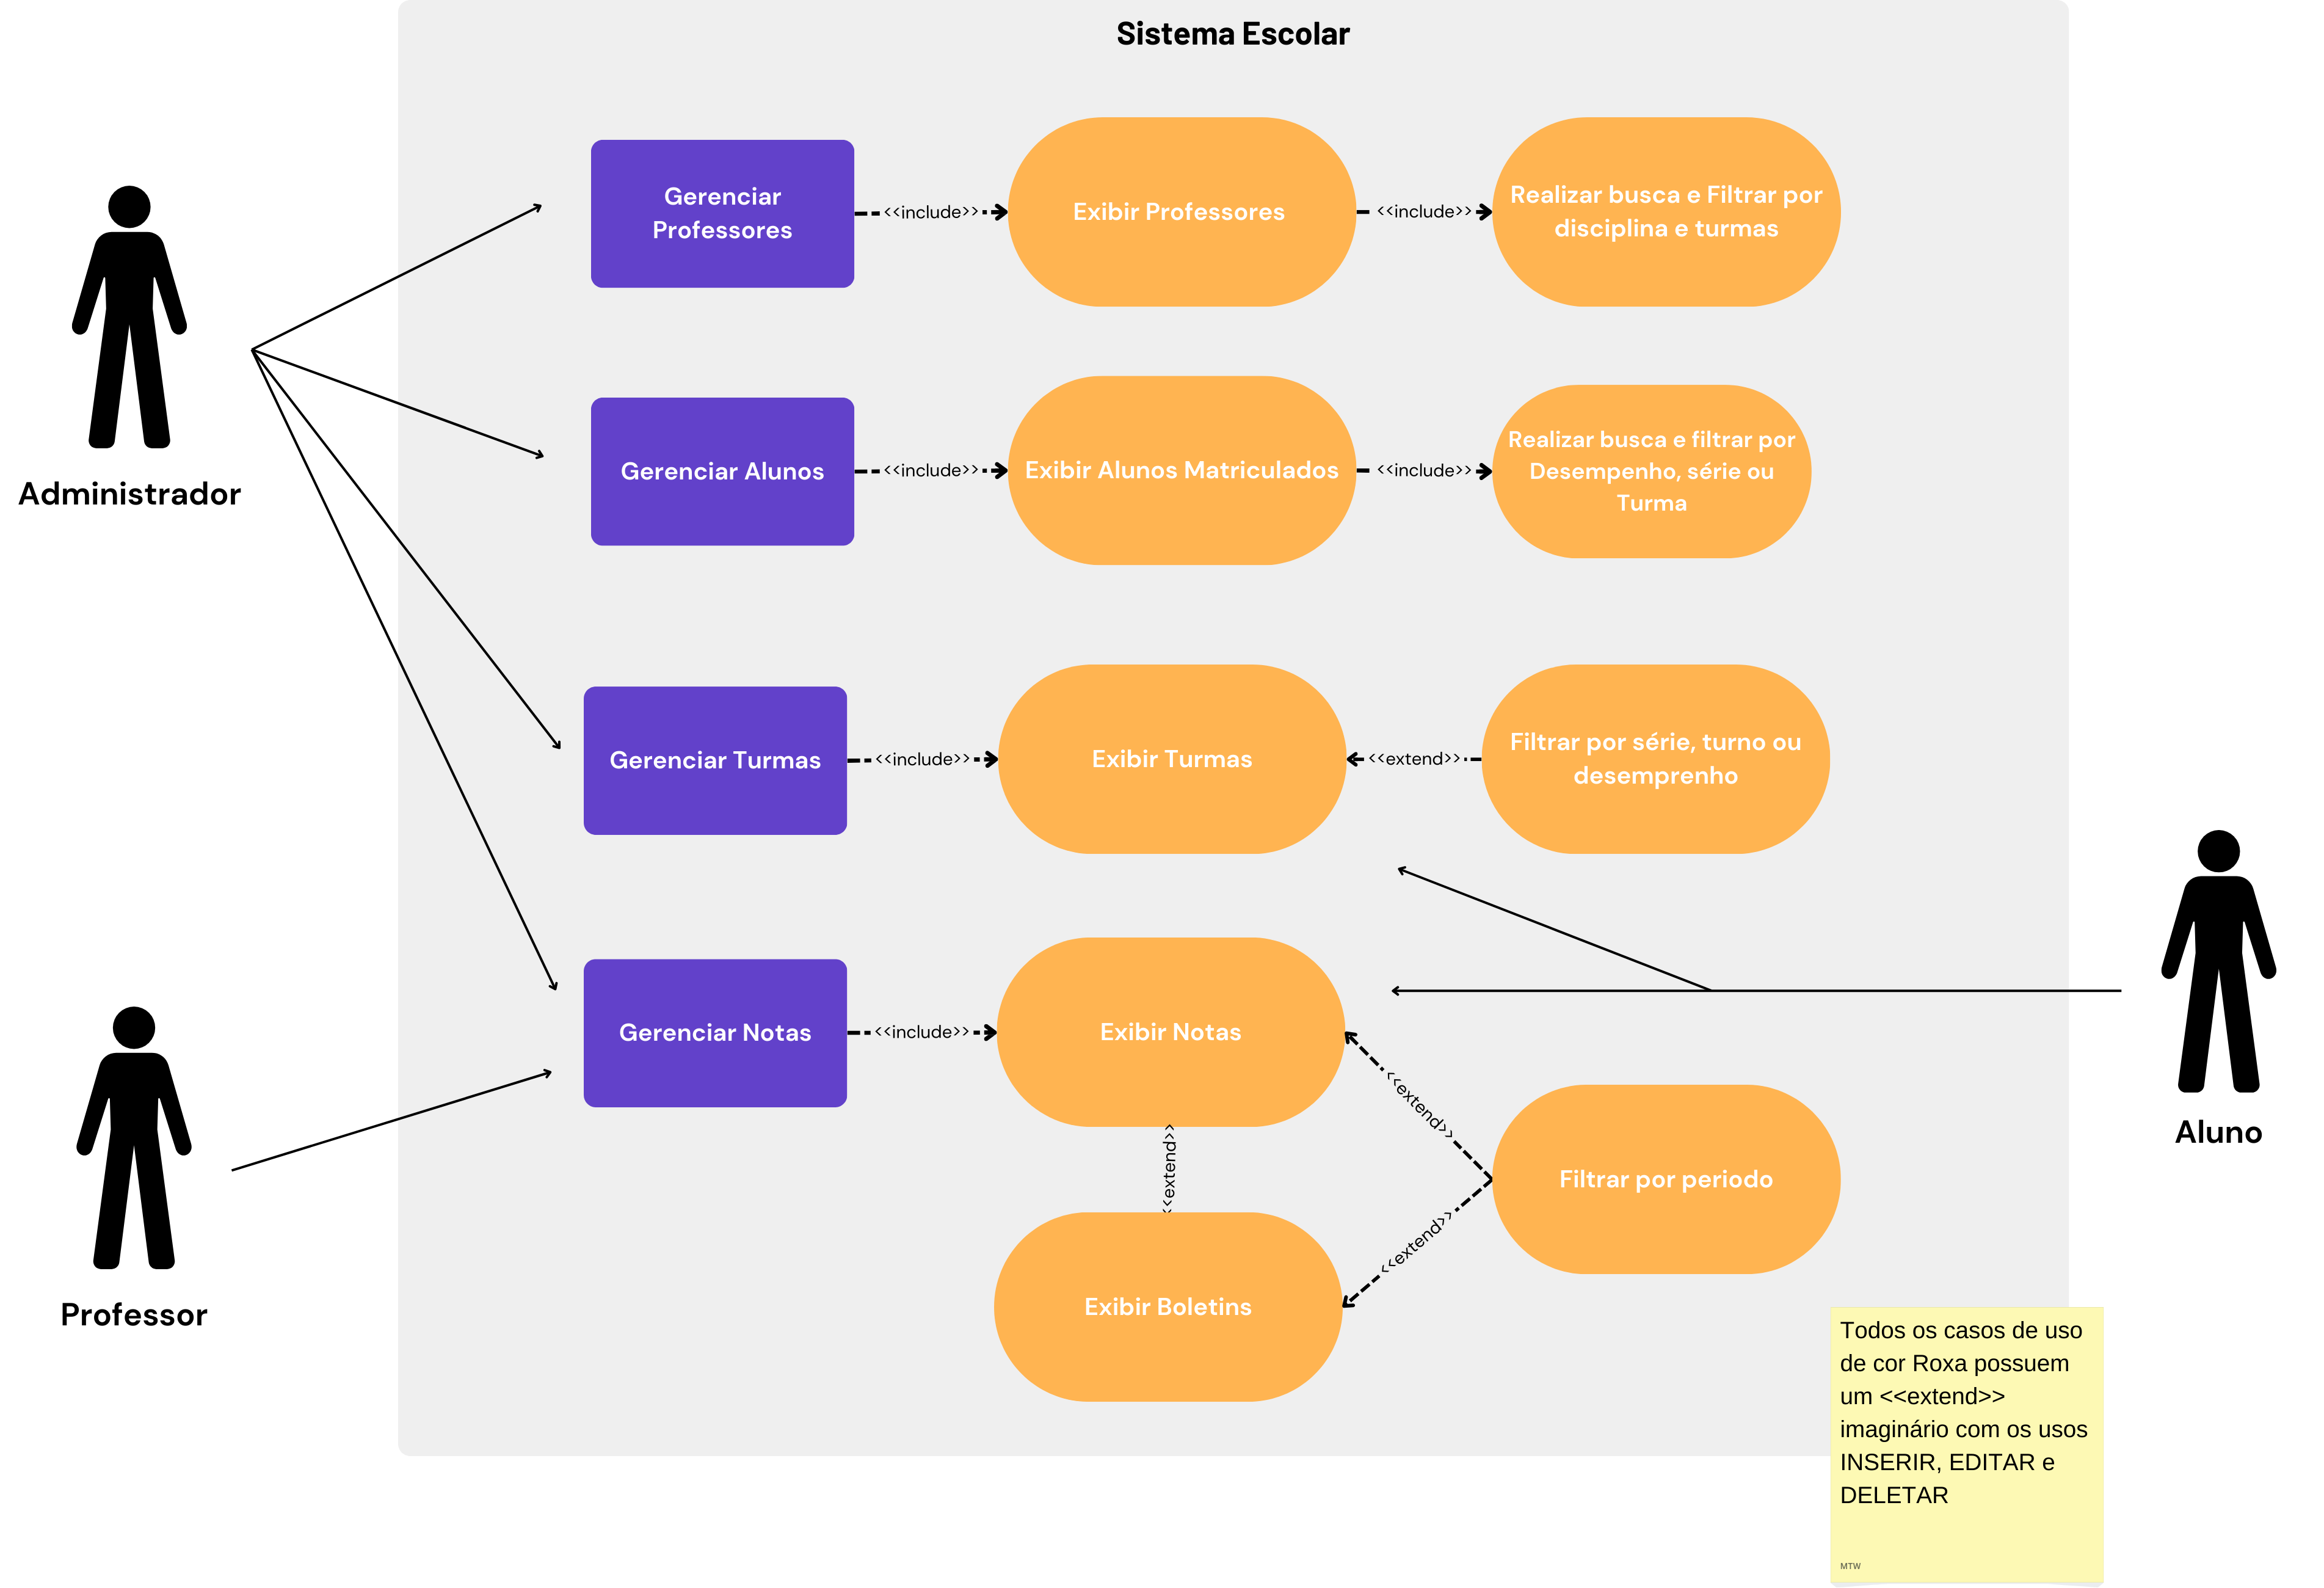 Sistema Escolar
Gerenciar
Professores
<<include>>
Exibir Professores
<<include>>
Realizar busca e Filtrar por
disciplina e turmas
Administrador
Gerenciar Alunos
<<include>>
Exibir Alunos Matriculados
<<include>>
Realizar busca e filtrar por
Desempenho, série ou
Turma
Gerenciar Turmas
<<include>>
Exibir Turmas
<<extend>>
Filtrar por série, turno ou
desemprenho
Gerenciar Notas
<<include>>
Exibir Notas
<<extend>>
<<extend>>
Filtrar por periodo
<<extend>>
Exibir Boletins
Aluno
Professor
Todos os casos de uso
de cor Roxa possuem
um <<extend>>
imaginário com os usos
INSERIR, EDITAR e
DELETAR
MTW